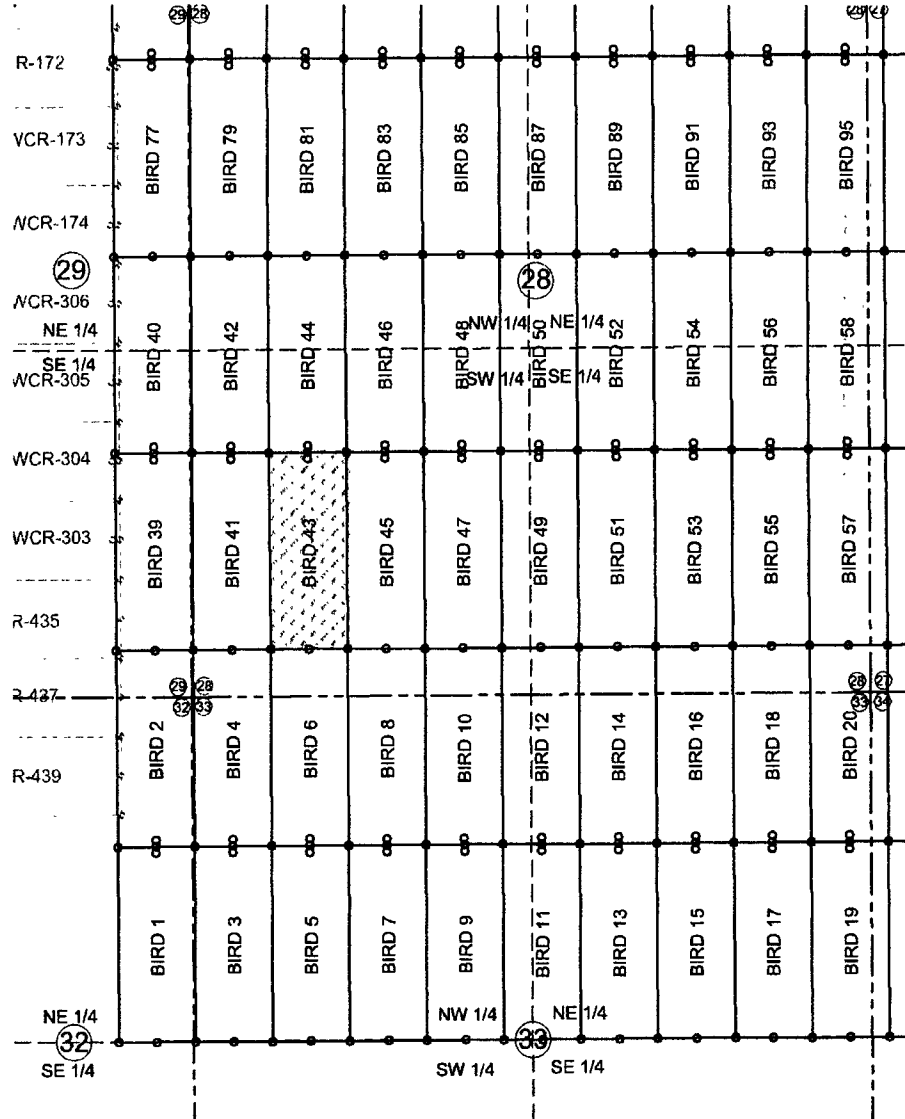 29 28
28 27
R-172
BIRD 77 BIRD 79 BIRD 81 BIRD 83 BIRD 85 BIRD 87 BIRD 89 BIRD 91 BIRD 93 BIRD 95
WCR-173
WCR-174
29
28
WCR-306
NE 1/4
NW 1/4 NE 1/4
BIRD 40 BIRD 42 BIRD 44 BIRD 46 BIRD 48 BIRD 50 BIRD 52 BIRD 54 BIRD 56 BIRD 58
SE 1/4
SW 1/4 SE 1/4
WCR-305
WCR-304
WCR-303
BIRD 39 BIRD 41 BIRD 43 BIRD 45 BIRD 47 BIRD 49 BIRD 51 BIRD 53 BIRD 55 BIRD 57
R-435
29 28
28 27
R-437
32 33
33 34
BIRD 2 BIRD 4 BIRD 6 BIRD 8 BIRD 10 BIRD 12 BIRD 14 BIRD 16 BIRD 18 BIRD 20
R-439
BIRD 1 BIRD 3 BIRD 5 BIRD 7 BIRD 9 BIRD 11 BIRD 13 BIRD 15 BIRD 17 BIRD 19
NE 1/4
NW 1/4 NE 1/4
32
33
SE 1/4
SW 1/4 SE 1/4